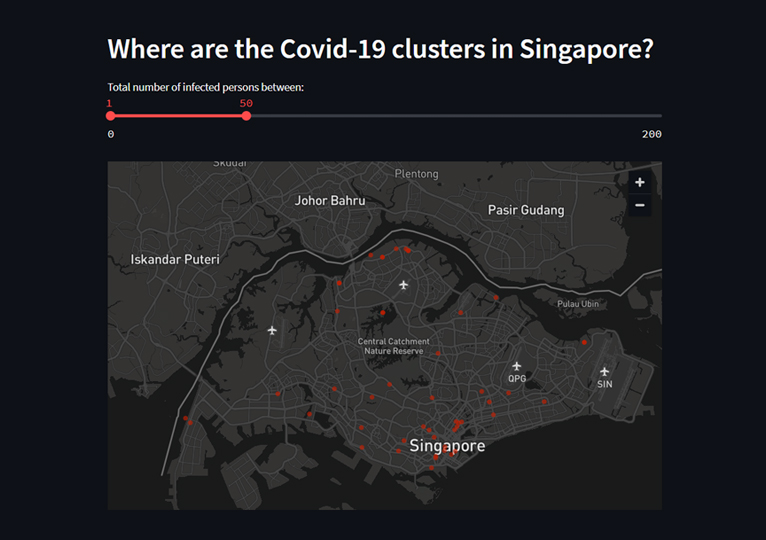 Where are the Covid-19 clusters in Singapore?
Total number of infected persons between:
1 50
0 200
Skudai
Plentong
+
Johor Bahru
Pasir Gudang
−
Iskandar Puteri
Pulau Ubin
Central Catchment
Nature Reserve
QPG
SIN
Singapore